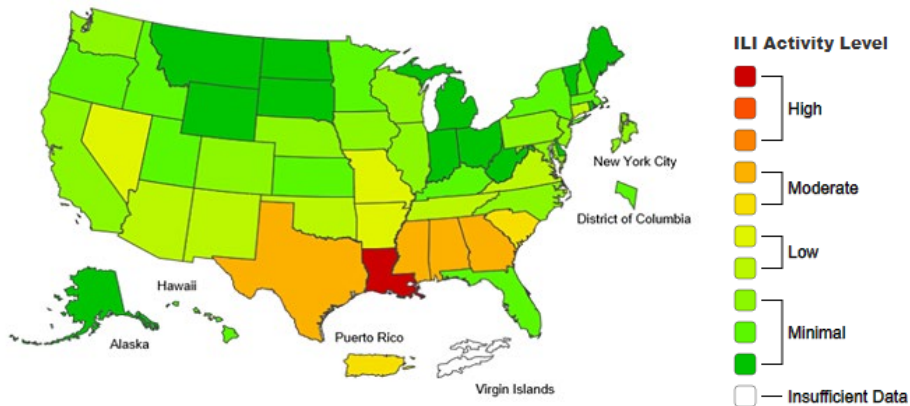 ILI Activity Level
High
Moderate
Low
Minimal
Insufficient Data
New York City
District of Columbia
Hawaii
Alaska
Puerto Rico
Virgin Islands